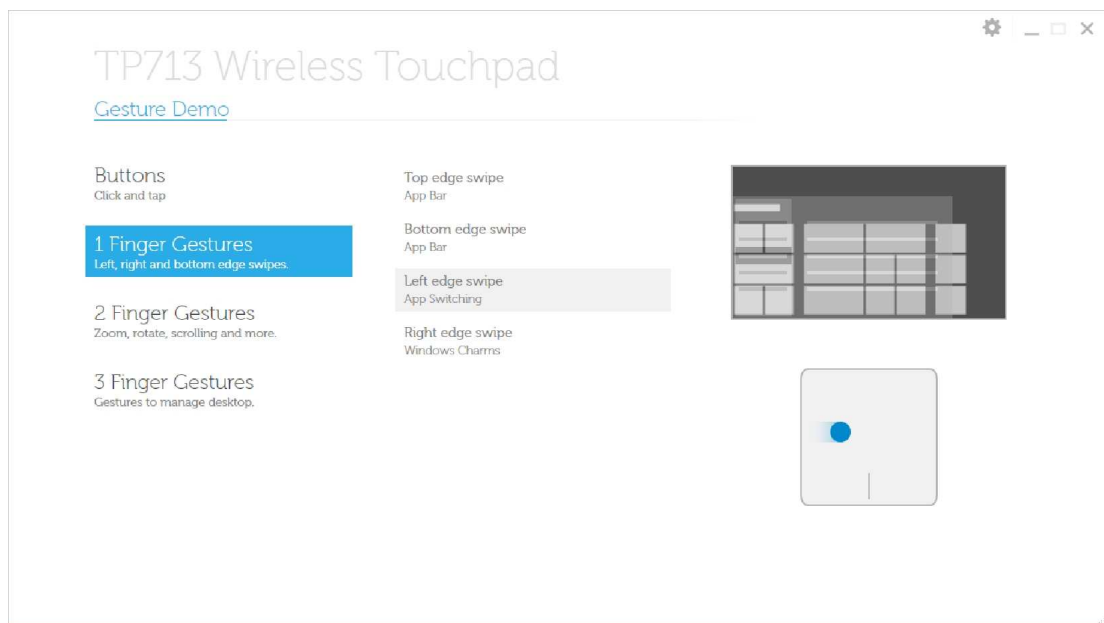 TP713 Wireless Touchpad
Gesture Demo
Buttons
Click and tap
1 Finger Gestures
Left, right and bottom edge swipes.
2 Finger Gestures
Zoom, rotate, scrolling and more.
3 Finger Gestures
Gestures to manage desktop.
Top edge swipe
App Bar
Bottom edge swipe
App Bar
Left edge swipe
App Switching
Right edge swipe
Windows Charms